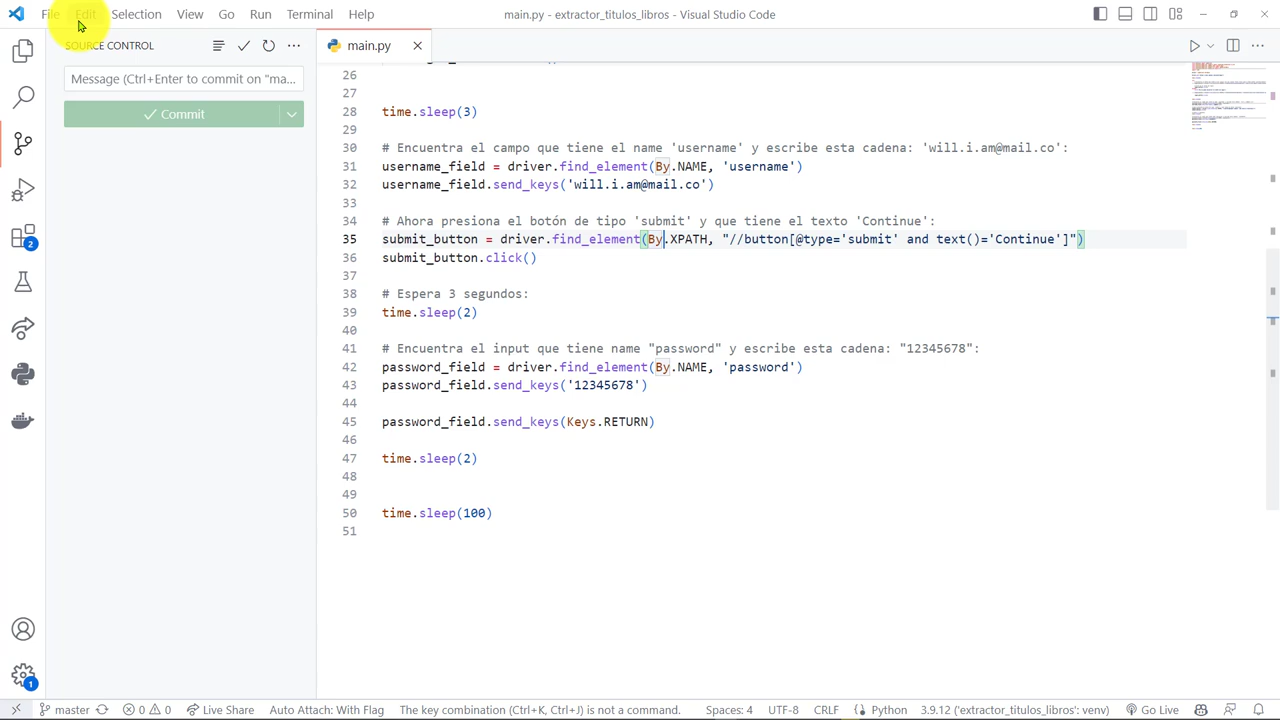 File Edit Selection View Go Run Terminal Help
main.py - extractor_titulos_libros - Visual Studio Code
SOURCE CONTROL
Message (Ctrl+Enter to commit on "ma...
Commit
2
1
main.py
26
27
28 time.sleep(
29
30 # Encuentra el campo que tiene el name 'username' y escribe esta cadena: 'will.i.am@mail.co':
31 username_field = driver.find_element(By.NAME, 'username')
32 username_field.send_keys('will.i.am@mail.co')
33
34 # Ahora presiona el botón de tipo 'submit' y que tiene el texto 'Continue':
35 submit_button = driver.find_element(By.XPATH, "//button[@type='submit' and text()='Continue']")
36 submit_button.click()
37
38 # Espera 3 segundos:
39 time.sleep(2)
40
41 # Encuentra el input que tiene name "password" y escribe esta cadena: "12345678":
42 password_field = driver.find_element(By.NAME, 'password')
43 password_field.send_keys('12345678')
44
45 password_field.send_keys(Keys.RETURN)
46
47 time.sleep(2)
48
49
50 time.sleep(100)
51
master 0 0 Live Share Auto Attach: With Flag The key combination (Ctrl+K, Ctrl+J) is not a command. Spaces: 4 UTF-8 CRLF Python 3.9.12 ('extractor_titulos_libros': venv) Go Live